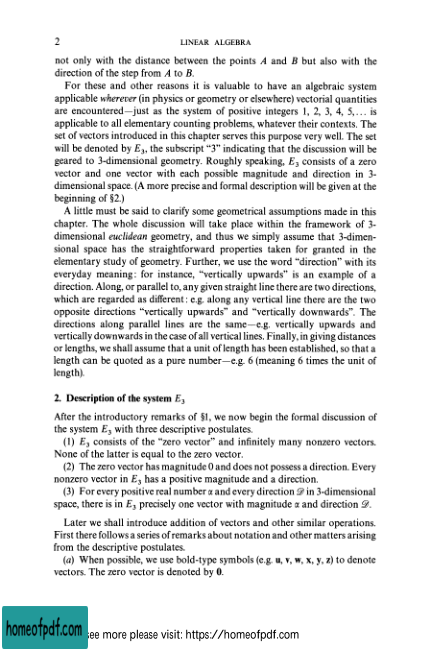 2
LINEAR ALGEBRA
not only with the distance between the points A and B but also with the
direction of the step from A to B.
For these and other reasons it is valuable to have an algebraic system
applicable wherever (in physics or geometry or elsewhere) vectorial quantities
are encountered—just as the system of positive integers 1, 2, 3, 4, 5,... is
applicable to all elementary counting problems, whatever their contexts. The
set of vectors introduced in this chapter serves this purpose very well. The set
will be denoted by E₃, the subscript “3” indicating that the discussion will be
geared to 3-dimensional geometry. Roughly speaking, E₃ consists of a zero
vector and one vector with each possible magnitude and direction in 3-
dimensional space. (A more precise and formal description will be given at the
beginning of §2.)
A little must be said to clarify some geometrical assumptions made in this
chapter. The whole discussion will take place within the framework of 3-
dimensional euclidean geometry, and thus we simply assume that 3-dimen-
sional space has the straightforward properties taken for granted in the
elementary study of geometry. Further, we use the word “direction” with its
everyday meaning: for instance, “vertically upwards” is an example of a
direction. Along, or parallel to, any given straight line there are two directions,
which are regarded as different: e.g. along any vertical line there are the two
opposite directions “vertically upwards” and “vertically downwards”. The
directions along parallel lines are the same—e.g. vertically upwards and
vertically downwards in the case of all vertical lines. Finally, in giving distances
or lengths, we shall assume that a unit of length has been established, so that a
length can be quoted as a pure number—e.g. 6 (meaning 6 times the unit of
length).
2. Description of the system E₃
After the introductory remarks of §1, we now begin the formal discussion of
the system E₃ with three descriptive postulates.
(1) E₃ consists of the “zero vector” and infinitely many nonzero vectors.
None of the latter is equal to the zero vector.
(2) The zero vector has magnitude 0 and does not possess a direction. Every
nonzero vector in E₃ has a positive magnitude and a direction.
(3) For every positive real number α and every direction 𝒟 in 3-dimensional
space, there is in E₃ precisely one vector with magnitude α and direction 𝒟.
Later we shall introduce addition of vectors and other similar operations.
First there follows a series of remarks about notation and other matters arising
from the descriptive postulates.
(a) When possible, we use bold-type symbols (e.g. u, v, w, x, y, z) to denote
vectors. The zero vector is denoted by 0.
homeofpdf.com
see more please visit: https://homeofpdf.com